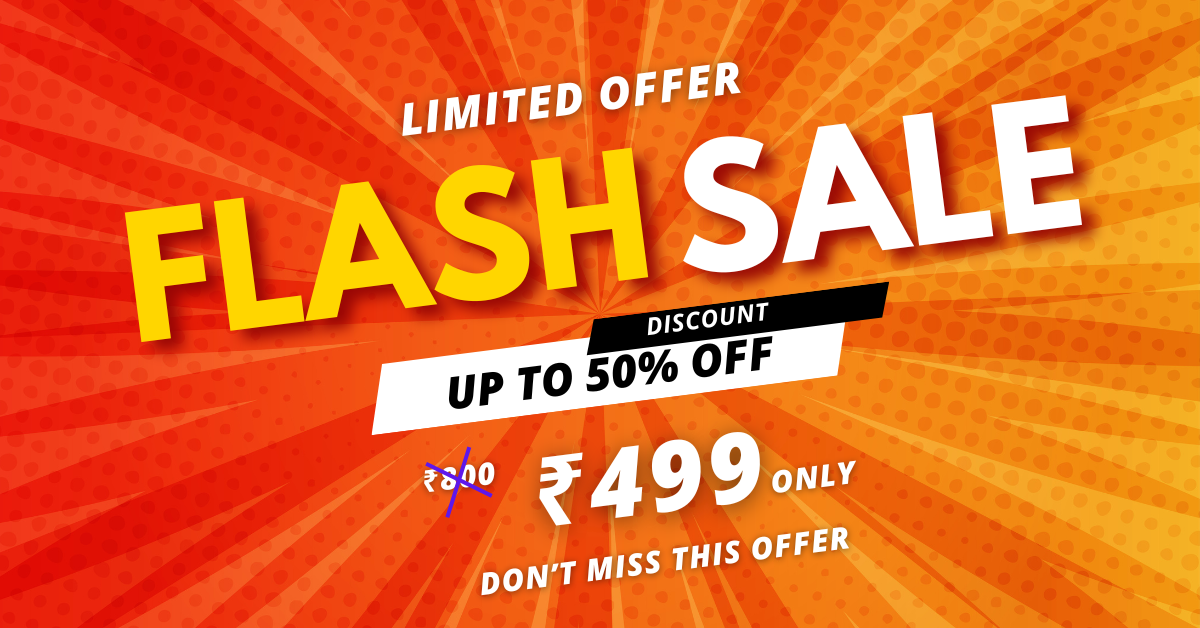 LIMITED OFFER
FLASH SALE
DISCOUNT
UP TO 50% OFF
₹800 ₹499 ONLY
DON'T MISS THIS OFFER